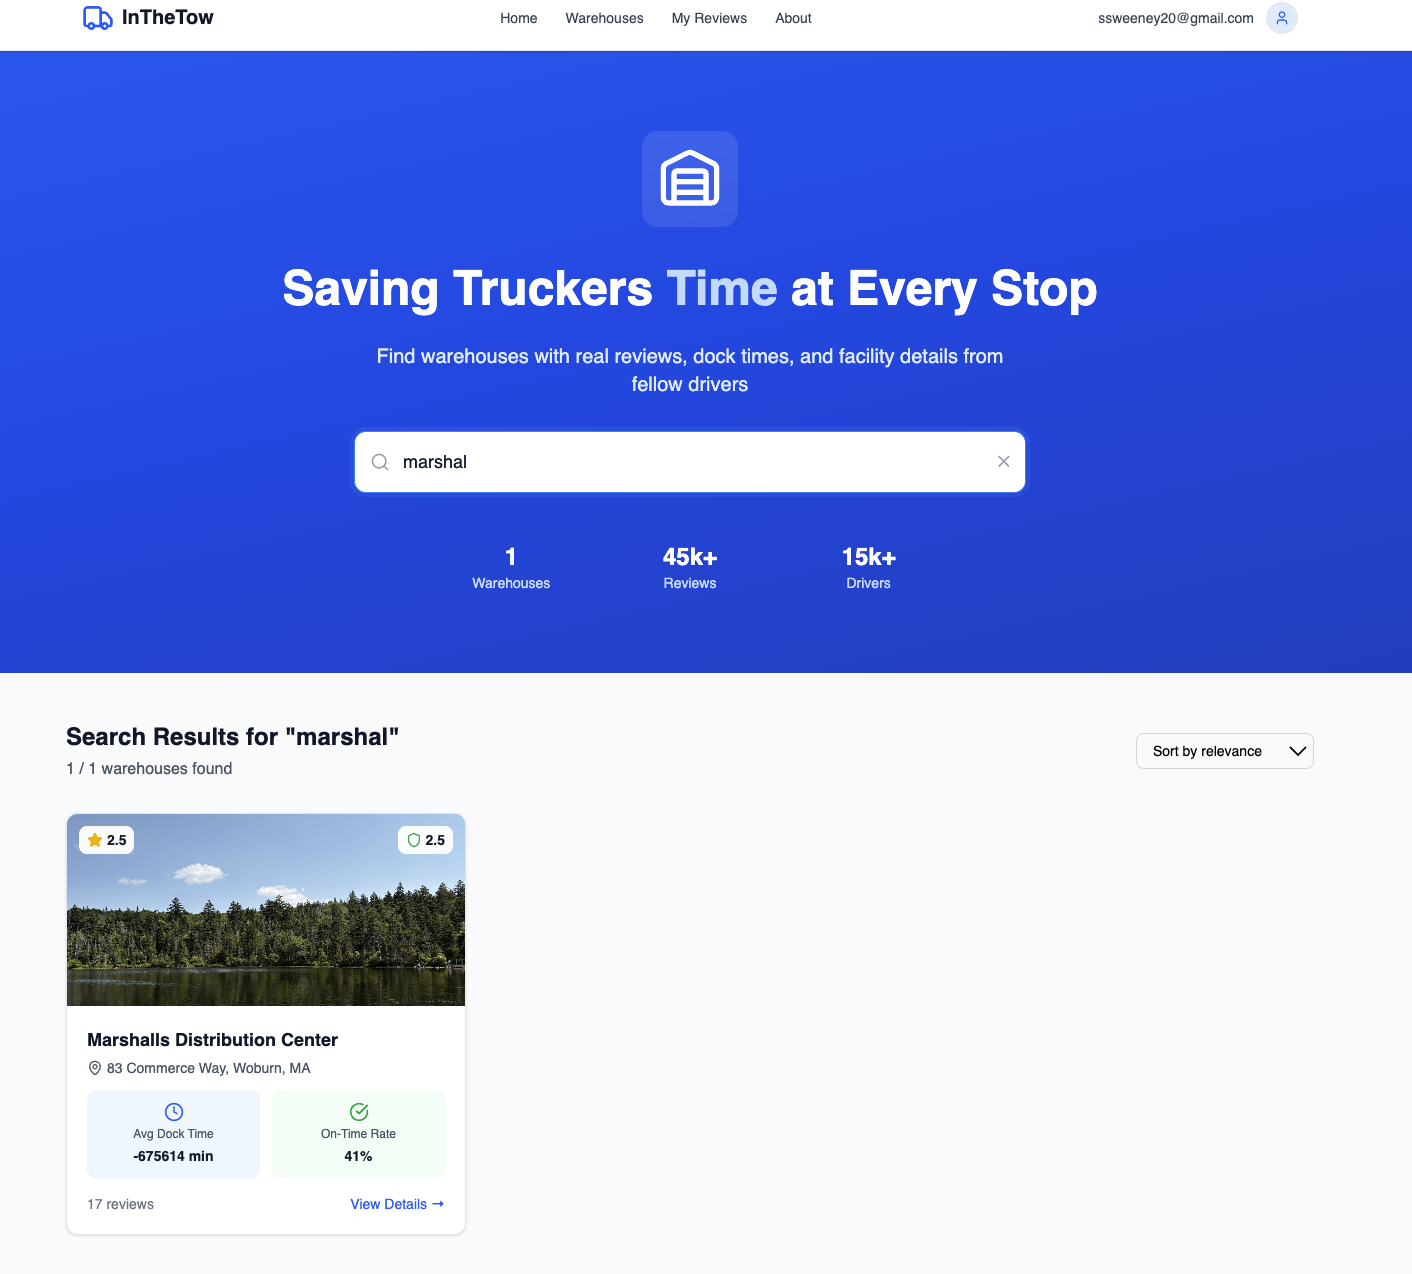 InTheTow
Home
Warehouses
My Reviews
About
ssweeney20@gmail.com
Saving Truckers Time at Every Stop
Find warehouses with real reviews, dock times, and facility details from
fellow drivers
marshal
1
Warehouses
45k+
Reviews
15k+
Drivers
Search Results for "marshal"
1 / 1 warehouses found
Sort by relevance
2.5
2.5
Marshalls Distribution Center
83 Commerce Way, Woburn, MA
Avg Dock Time
-675614 min
On-Time Rate
41%
17 reviews
View Details →